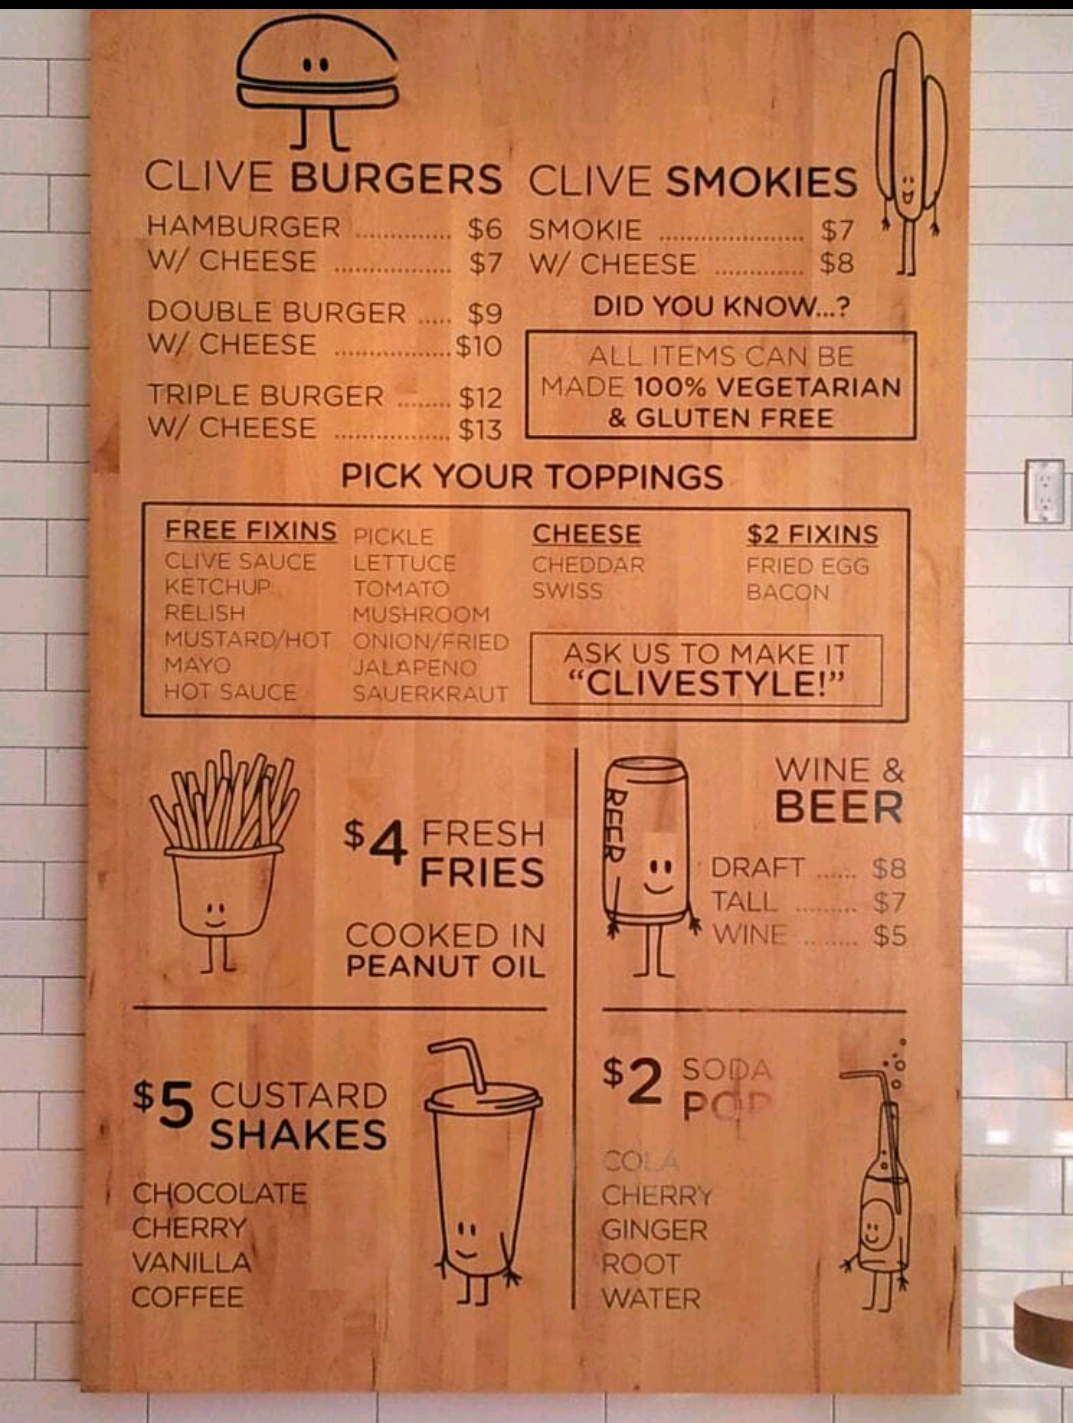 CLIVE BURGERS
HAMBURGER .............. $6
W/ CHEESE ................. $7
DOUBLE BURGER ..... $9
W/ CHEESE ................. $10
TRIPLE BURGER ........ $12
W/ CHEESE ................. $13
CLIVE SMOKIES
SMOKIE ..................... $7
W/ CHEESE ............. $8
DID YOU KNOW...?
ALL ITEMS CAN BE
MADE 100% VEGETARIAN
& GLUTEN FREE
PICK YOUR TOPPINGS
FREE FIXINS
CLIVE SAUCE
KETCHUP
RELISH
MUSTARD/HOT
MAYO
HOT SAUCE
PICKLE
LETTUCE
TOMATO
MUSHROOM
ONION/FRIED
JALAPENO
SAUERKRAUT
CHEESE
CHEDDAR
SWISS
$2 FIXINS
FRIED EGG
BACON
ASK US TO MAKE IT
“CLIVESTYLE!”
$4 FRESH
FRIES
COOKED IN
PEANUT OIL
BEER
WINE &
BEER
DRAFT ...... $8
TALL ......... $7
WINE ........ $5
$5 CUSTARD
SHAKES
CHOCOLATE
CHERRY
VANILLA
COFFEE
$2 SODA
POP
COLA
CHERRY
GINGER
ROOT
WATER